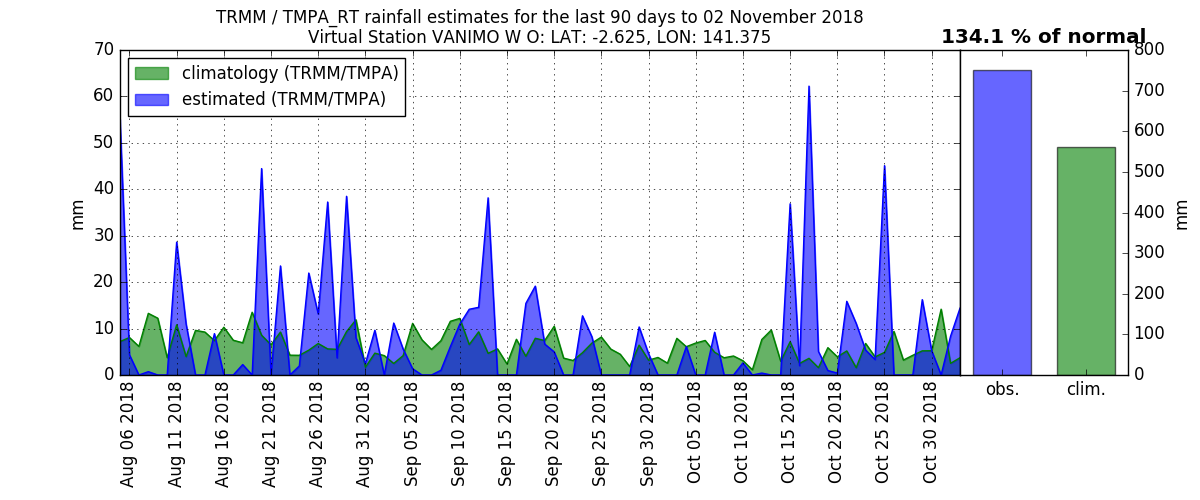 TRMM / TMPA_RT rainfall estimates for the last 90 days to 02 November 2018
Virtual Station VANIMO W O: LAT: -2.625, LON: 141.375
134.1 % of normal
climatology (TRMM/TMPA)
estimated (TRMM/TMPA)
70
60
50
40
30
20
10
0
mm
Aug 06 2018
Aug 11 2018
Aug 16 2018
Aug 21 2018
Aug 26 2018
Aug 31 2018
Sep 05 2018
Sep 10 2018
Sep 15 2018
Sep 20 2018
Sep 25 2018
Sep 30 2018
Oct 05 2018
Oct 10 2018
Oct 15 2018
Oct 20 2018
Oct 25 2018
Oct 30 2018
obs.
clim.
800
700
600
500
400
300
200
100
0
mm